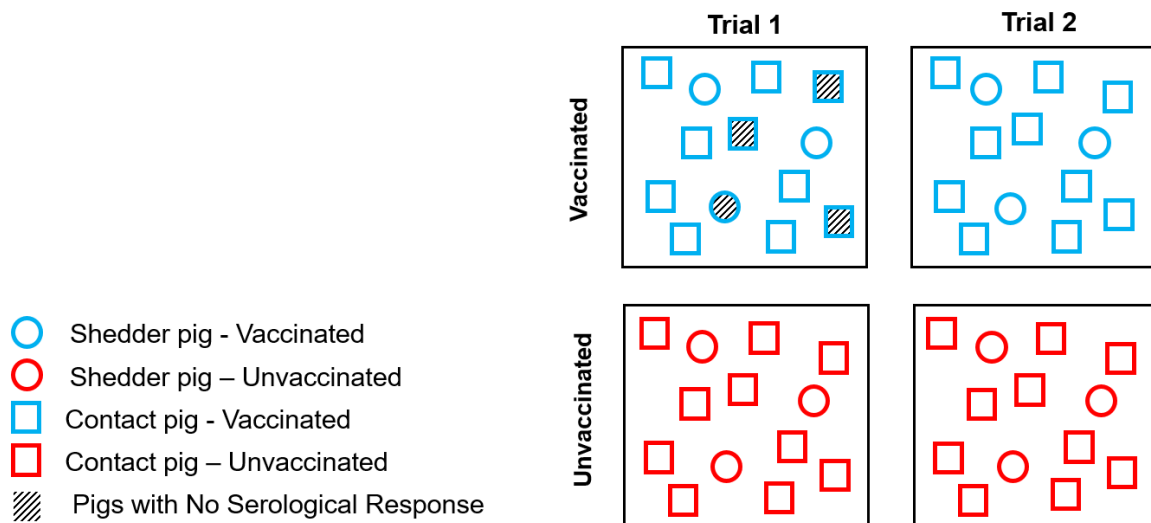 Trial 1
Trial 2
Vaccinated
Unvaccinated
Shedder pig - Vaccinated
Shedder pig – Unvaccinated
Contact pig - Vaccinated
Contact pig – Unvaccinated
Pigs with No Serological Response